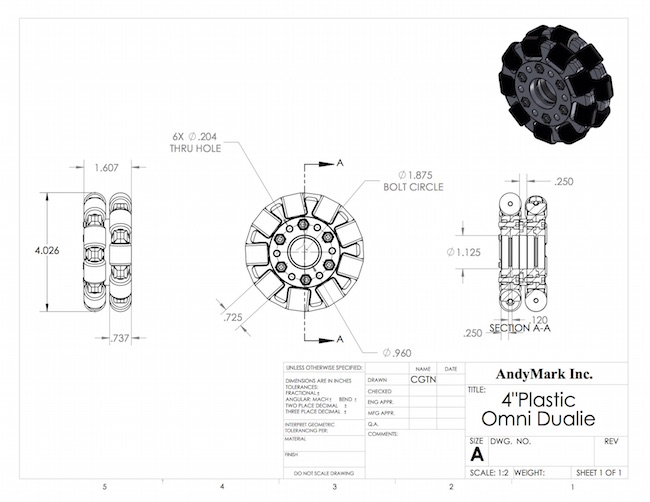 6X Ø .204
THRU HOLE
A
Ø 1.875
BOLT CIRCLE
.250
1.607
4.026
Ø 1.125
.725
.737
A
.120
.250
SECTION A-A
Ø .960
UNLESS OTHERWISE SPECIFIED:
DIMENSIONS ARE IN INCHES
TOLERANCES:
FRACTIONAL ±
ANGULAR: MACH ± BEND ±
TWO PLACE DECIMAL ±
THREE PLACE DECIMAL ±
INTERPRET GEOMETRIC
TOLERANCING PER:
MATERIAL
FINISH
DO NOT SCALE DRAWING
NAME DATE
DRAWN CGTN
CHECKED
ENG APPR.
MFG APPR.
Q.A.
COMMENTS:
AndyMark Inc.
TITLE:
4"Plastic
Omni Dualie
SIZE DWG. NO. REV
A
SCALE: 1:2 WEIGHT: SHEET 1 OF 1
5 4 3 2 1